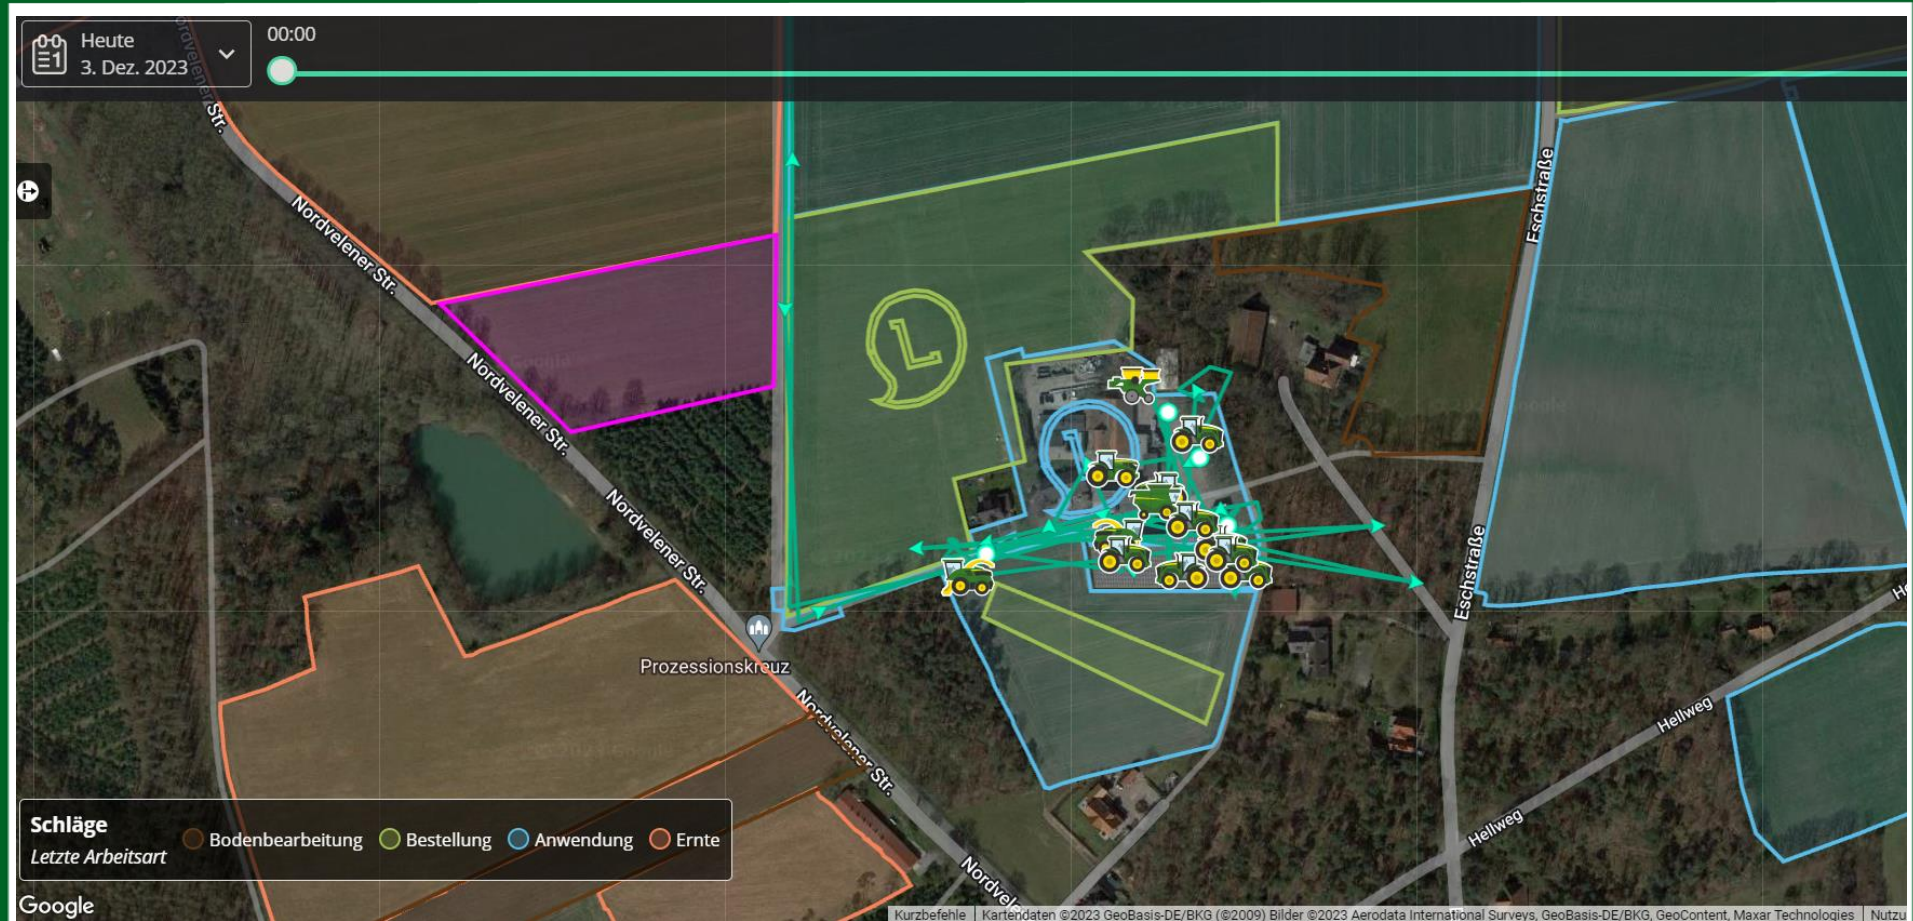 Heute
3. Dez. 2023
00:00
Nordvelener Str.
Nordvelener Str.
Nordvelener Str.
Nordvelener Str.
Nordvelener Str.
Eschstraße
Eschstraße
Prozessionskreuz
Hellweg
Hellweg
Schläge
Letzte Arbeitsart
Bodenbearbeitung
Bestellung
Anwendung
Ernte
Google
Kurzbefehle
Kartendaten ©2023 GeoBasis-DE/BKG (©2009) Bilder ©2023 Aerodata International Surveys, GeoBasis-DE/BKG, GeoContent, Maxar Technologies